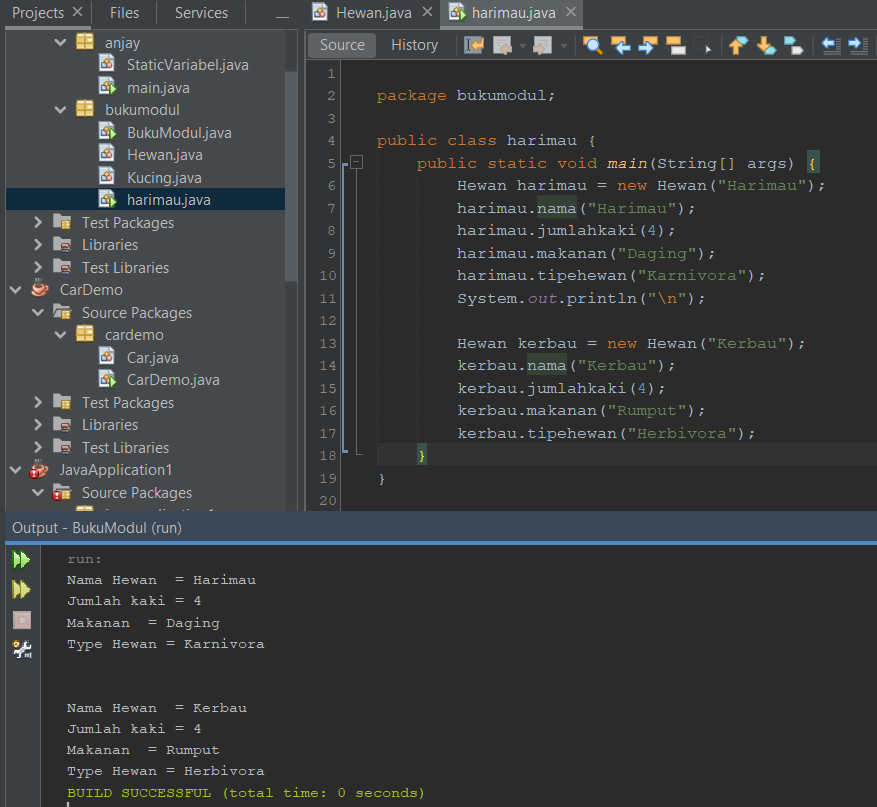 Projects
Files
Services
Hewan.java
harimau.java
Source
History
anjay
StaticVariabel.java
main.java
bukumodul
BukuModul.java
Hewan.java
Kucing.java
harimau.java
Test Packages
Libraries
Test Libraries
CarDemo
Source Packages
cardemo
Car.java
CarDemo.java
Test Packages
Libraries
Test Libraries
JavaApplication1
Source Packages
1
2 package bukumodul;
3
4 public class harimau {
5 public static void main(String[] args) {
6 Hewan harimau = new Hewan("Harimau");
7 harimau.nama("Harimau");
8 harimau.jumlahkaki(4);
9 harimau.makanan("Daging");
10 harimau.tipehewan("Karnivora");
11 System.out.println("\n");
12
13 Hewan kerbau = new Hewan("Kerbau");
14 kerbau.nama("Kerbau");
15 kerbau.jumlahkaki(4);
16 kerbau.makanan("Rumput");
17 kerbau.tipehewan("Herbivora");
18 }
19 }
20
Output - BukuModul (run)
run:
Nama Hewan  = Harimau
Jumlah kaki = 4
Makanan  = Daging
Type Hewan = Karnivora
Nama Hewan  = Kerbau
Jumlah kaki = 4
Makanan  = Rumput
Type Hewan = Herbivora
BUILD SUCCESSFUL (total time: 0 seconds)